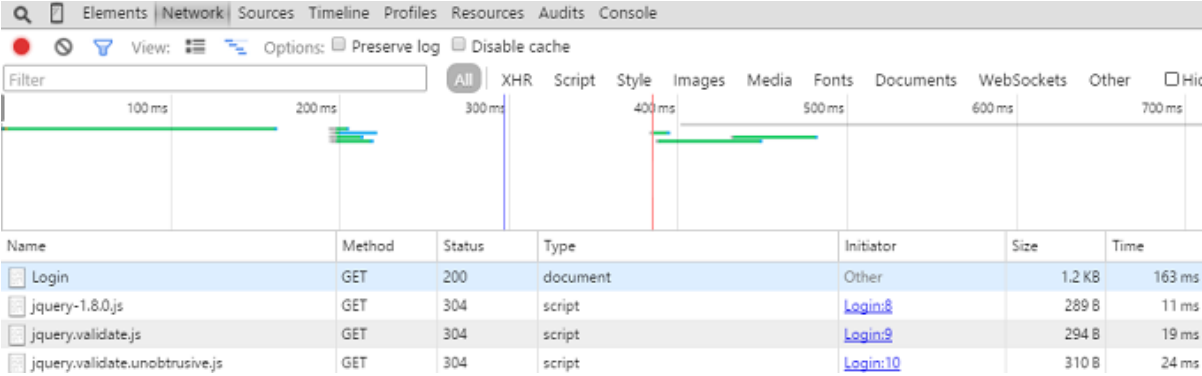 Elements Network Sources Timeline Profiles Resources Audits Console
View: Options: Preserve log Disable cache
Filter All XHR Script Style Images Media Fonts Documents WebSockets Other Hi
100 ms 200 ms 300 ms 400 ms 500 ms 600 ms 700 ms
Name Method Status Type Initiator Size Time
Login GET 200 document Other 1.2 KB 163 ms
jquery-1.8.0.js GET 304 script Login:8 289 B 11 ms
jquery.validate.js GET 304 script Login:9 294 B 19 ms
jquery.validate.unobtrusive.js GET 304 script Login:10 310 B 24 ms